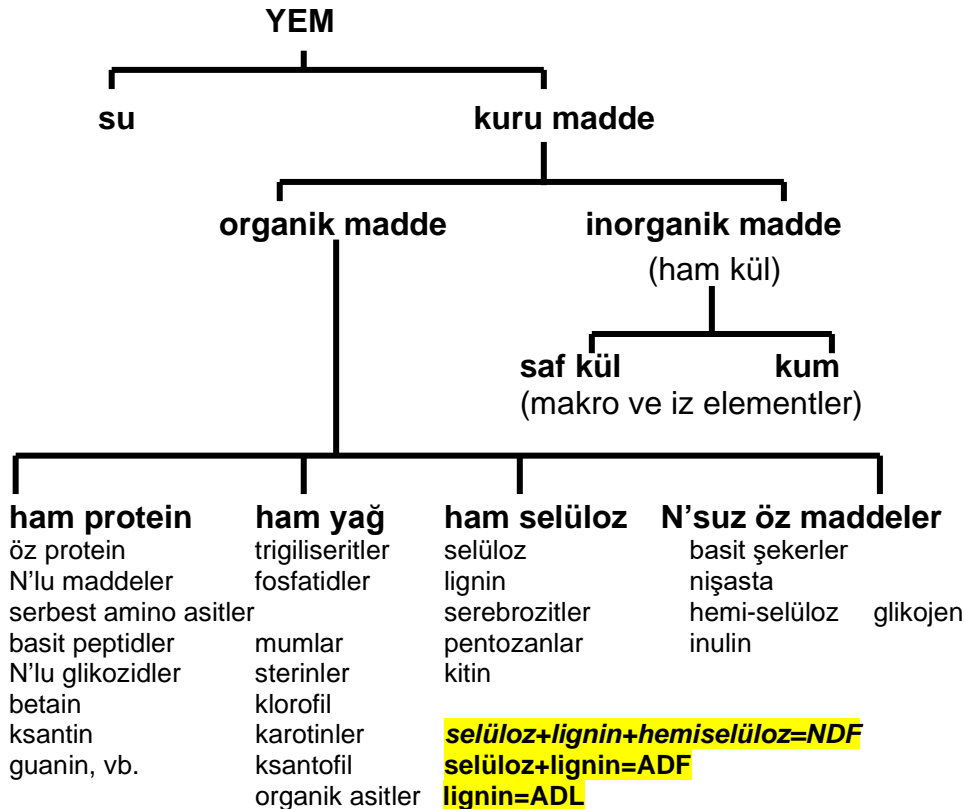 YEM
su kuru madde
organik madde inorganik madde
(ham kül)
saf kül kum
(makro ve iz elementler)
ham protein ham yağ ham selüloz N'suz öz maddeler
öz protein trigiliseritler selüloz basit şekerler
N'lu maddeler fosfatidler lignin nişasta
serbest amino asitler serebrozitler hemi-selüloz glikojen
basit peptidler mumlar pentozanlar inulin
N'lu glikozidler sterinler kitin
betain klorofil
ksantin karotinler selüloz+lignin+hemiselüloz=NDF
guanin, vb. ksantofil selüloz+lignin=ADF
organik asitler lignin=ADL